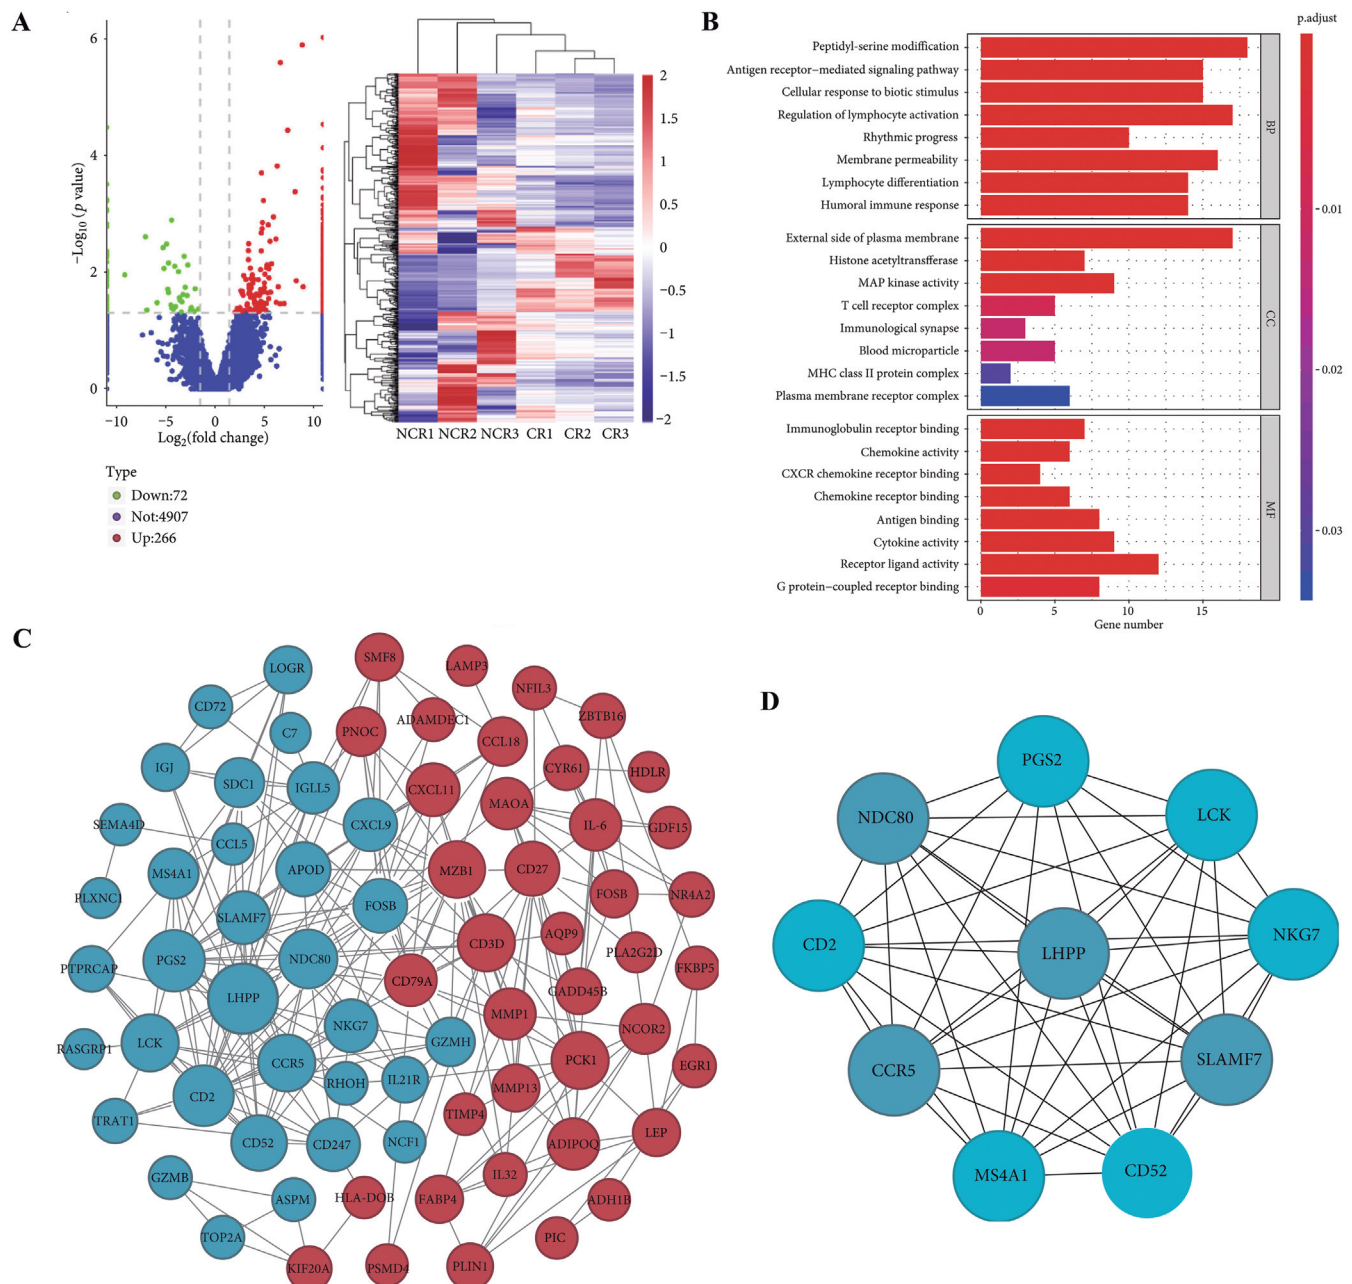 A
6
4
2
0
−Log10 (p value)
−10
−5
0
5
10
Log2(fold change)
Type
Down:72
Not:4907
Up:266
2
1.5
1
0.5
0
−0.5
−1
−1.5
−2
NCR1 NCR2 NCR3 CR1 CR2 CR3
B
p.adjust
Peptidyl-serine modiffication
Antigen receptor−mediated signaling pathway
Cellular response to biotic stimulus
Regulation of lymphocyte activation
Rhythmic progress
Membrane permeability
Lymphocyte differentiation
Humoral immune response
BP
External side of plasma membrane
Histone acetyltransfferase
MAP kinase activity
T cell receptor complex
Immunological synapse
Blood microparticle
MHC class II protein complex
Plasma membrane receptor complex
CC
Immunoglobulin receptor binding
Chemokine activity
CXCR chemokine receptor binding
Chemokine receptor binding
Antigen binding
Cytokine activity
Receptor ligand activity
G protein−coupled receptor binding
MF
0
5
10
15
Gene number
0.01
0.02
0.03
C
LOGR
SMF8
LAMP3
NFIL3
CD72
C7
PNOC
ADAMDEC1
CCL18
ZBTB16
IGJ
SDC1
IGLL5
CXCL11
MAOA
CYR61
HDLR
SEMA4D
CCL5
CXCL9
IL-6
GDF15
MS4A1
APOD
MZB1
CD27
PLXNC1
SLAMF7
FOSB
FOSB
NR4A2
PTPRCAP
PGS2
NDC80
CD3D
AQP9
PLA2G2D
FKBP5
LHPP
CD79A
GADD45B
RASGRP1
LCK
NKG7
GZMH
MMP1
NCOR2
CCR5
RHOH
IL21R
PCK1
EGR1
TRAT1
CD2
MMP13
TIMP4
CD52
CD247
NCF1
ADIPOQ
LEP
GZMB
ASPM
HLA-DOB
FABP4
IL32
ADH1B
TOP2A
PIC
KIF20A
PSMD4
PLIN1
D
PGS2
NDC80
LCK
CD2
LHPP
NKG7
CCR5
SLAMF7
MS4A1
CD52